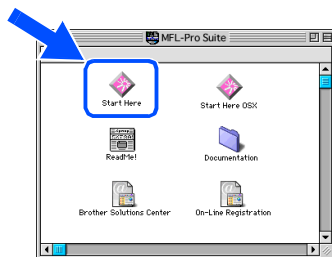 MFL-Pro Suite
Start Here
Start Here OSX
ReadMe!
Documentation
Brother Solutions Center
On-Line Registration